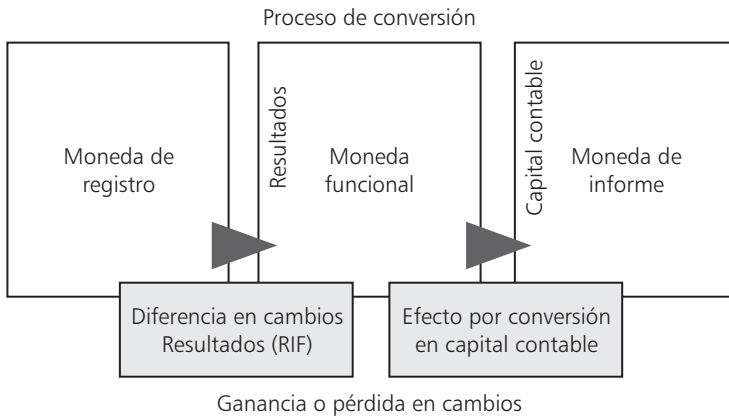 Proceso de conversión
Moneda de
registro
Resultados
Moneda
funcional
Capital contable
Moneda de
informe
Diferencia en cambios
Resultados (RIF)
Efecto por conversión
en capital contable
Ganancia o pérdida en cambios